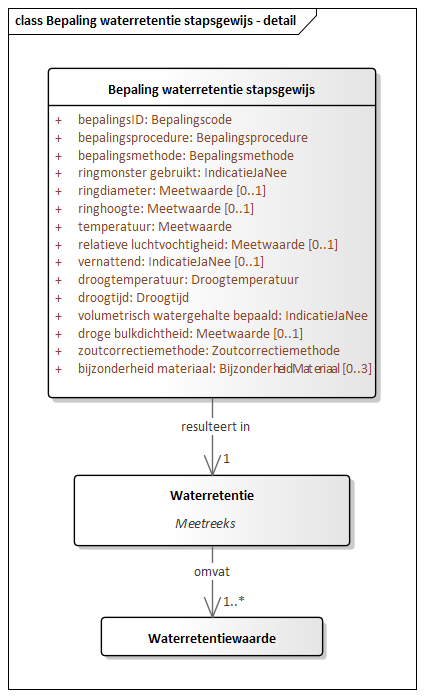 class Bepaling waterretentie stapsgewijs - detail
Bepaling waterretentie stapsgewijs
+ bepalingsID: Bepalingscode
+ bepalingsprocedure: Bepalingsprocedure
+ bepalingsmethode: Bepalingsmethode
+ ringmonster gebruikt: IndicatieJaNee
+ ringdiameter: Meetwaarde [0..1]
+ ringhoogte: Meetwaarde [0..1]
+ temperatuur: Meetwaarde
+ relatieve luchtvochtigheid: Meetwaarde [0..1]
+ vernattend: IndicatieJaNee [0..1]
+ droogtemperatuur: Droogtemperatuur
+ droogtijd: Droogtijd
+ volumetrisch watergehalte bepaald: IndicatieJaNee
+ droge bulkdichtheid: Meetwaarde [0..1]
+ zoutcorrectiemethode: Zoutcorrectiemethode
+ bijzonderheid materiaal: BijzonderheidMateriaal [0..3]
resulteert in
1
Waterretentie
Meetreeks
omvat
1..*
Waterretentiewaarde